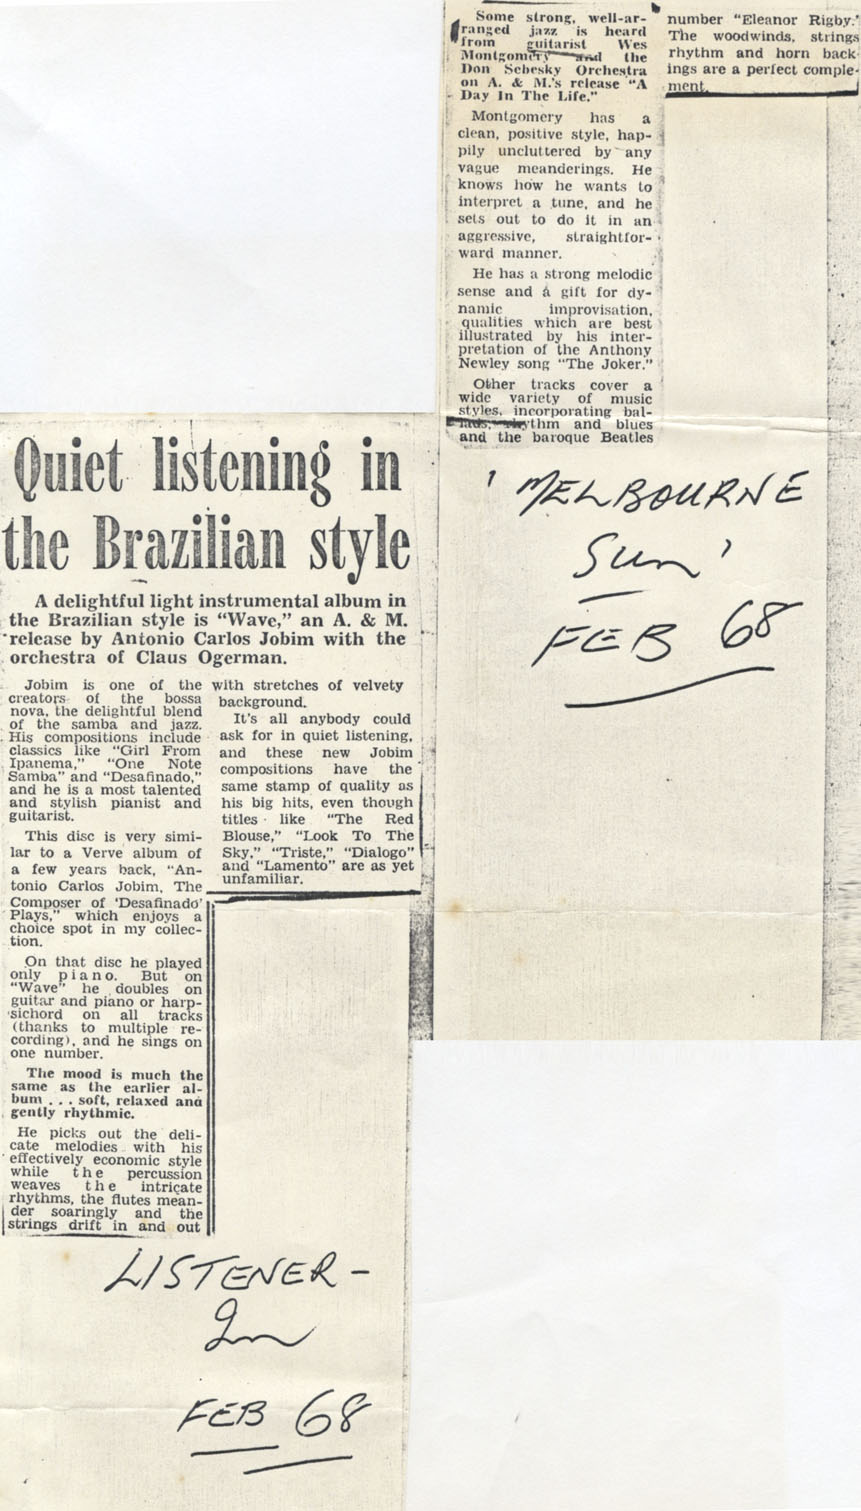 Some strong, well-ar-
ranged jazz is heard
from guitarist Wes
Montgomery and the
Don Sebesky Orchestra
on A. & M.'s release "A
Day In The Life."
Montgomery has a
clean, positive style, hap-
pily uncluttered by any
vague meanderings. He
knows how he wants to
interpret a tune, and he
sets out to do it in an
aggressive, straightfor-
ward manner.
He has a strong melodic
sense and a gift for dy-
namic improvisation,
qualities which are best
illustrated by his inter-
pretation of the Anthony
Newley song "The Joker."
Other tracks cover a
wide variety of music
styles, incorporating bal-
lads, rhythm and blues
and the baroque Beatles
number "Eleanor Rigby."
The woodwinds, strings
rhythm and horn back-
ings are a perfect comple-
ment.
'MELBOURNE
Sun'
FEB 68
Quiet listening in
the Brazilian style
A delightful light instrumental album in
the Brazilian style is "Wave," an A. & M.
release by Antonio Carlos Jobim with the
orchestra of Claus Ogerman.
Jobim is one of the
creators of the bossa
nova, the delightful blend
of the samba and jazz.
His compositions include
classics like "Girl From
Ipanema," "One Note
Samba" and "Desafinado,"
and he is a most talented
and stylish pianist and
guitarist.
This disc is very simi-
lar to a Verve album of
a few years back, "An-
tonio Carlos Jobim, The
Composer of 'Desafinado'
Plays," which enjoys a
choice spot in my collec-
tion.
On that disc he played
only piano. But on
"Wave" he doubles on
guitar and piano or harp-
sichord on all tracks
(thanks to multiple re-
cording), and he sings on
one number.
The mood is much the
same as the earlier al-
bum . . . soft, relaxed and
gently rhythmic.
He picks out the deli-
cate melodies with his
effectively economic style
while the percussion
weaves the intricate
rhythms, the flutes mean-
der soaringly and the
strings drift in and out
with stretches of velvety
background.
It's all anybody could
ask for in quiet listening,
and these new Jobim
compositions have the
same stamp of quality as
his big hits, even though
titles like "The Red
Blouse," "Look To The
Sky," "Triste," "Dialogo"
and "Lamento" are as yet
unfamiliar.
LISTENER-
In
FEB 68